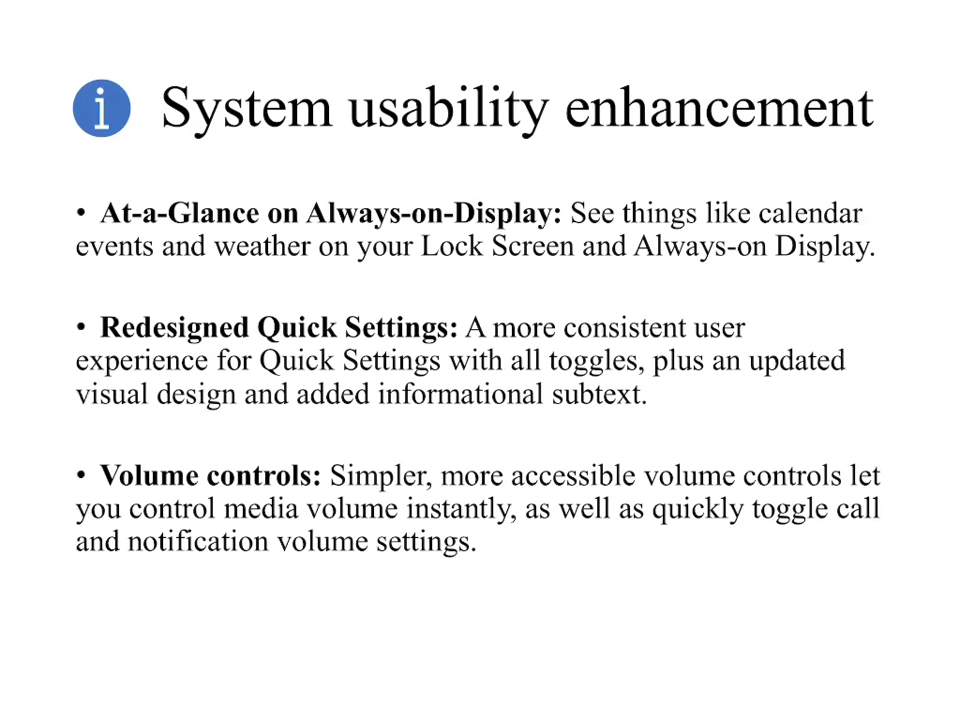 i System usability enhancement
• At-a-Glance on Always-on-Display: See things like calendar
events and weather on your Lock Screen and Always-on Display.
• Redesigned Quick Settings: A more consistent user
experience for Quick Settings with all toggles, plus an updated
visual design and added informational subtext.
• Volume controls: Simpler, more accessible volume controls let
you control media volume instantly, as well as quickly toggle call
and notification volume settings.